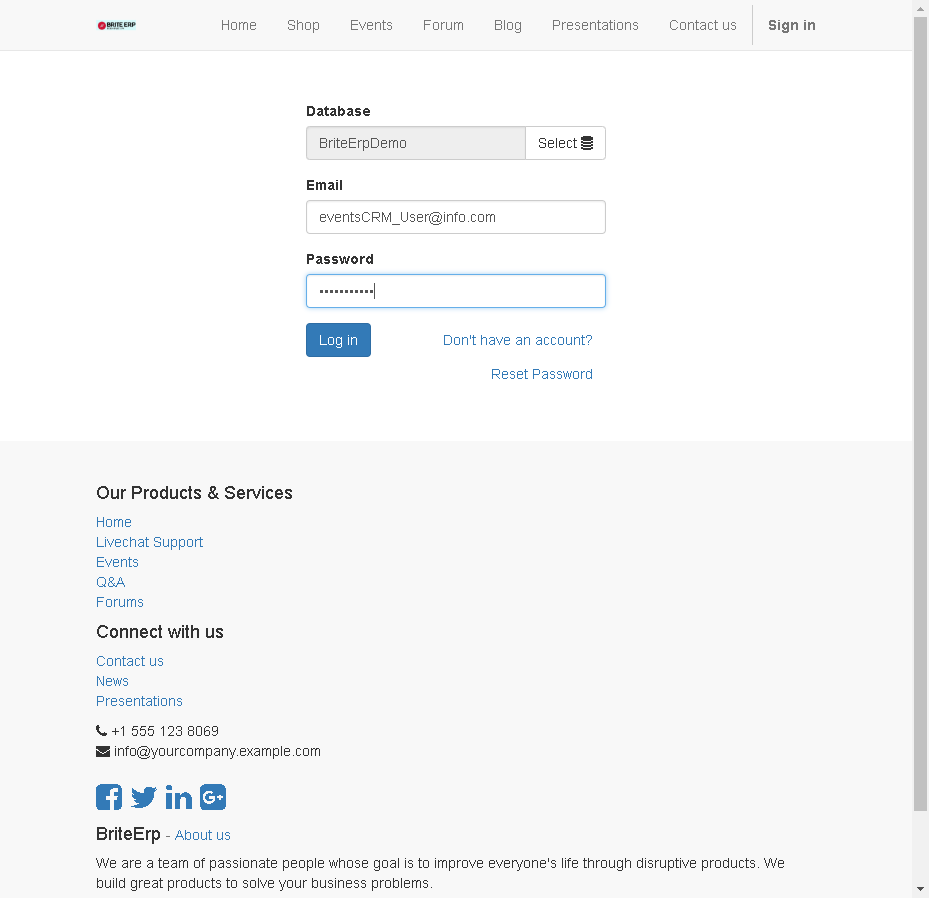 BRITE ERP
Home Shop Events Forum Blog Presentations Contact us Sign in
Database
BriteErpDemo Select
Email
eventsCRM_User@info.com
Password
•••••••••••
Log in Don't have an account?
Reset Password
Our Products & Services
Home
Livechat Support
Events
Q&A
Forums
Connect with us
Contact us
News
Presentations
+1 555 123 8069
info@yourcompany.example.com
BriteErp - About us
We are a team of passionate people whose goal is to improve everyone's life through disruptive products. We
build great products to solve your business problems.